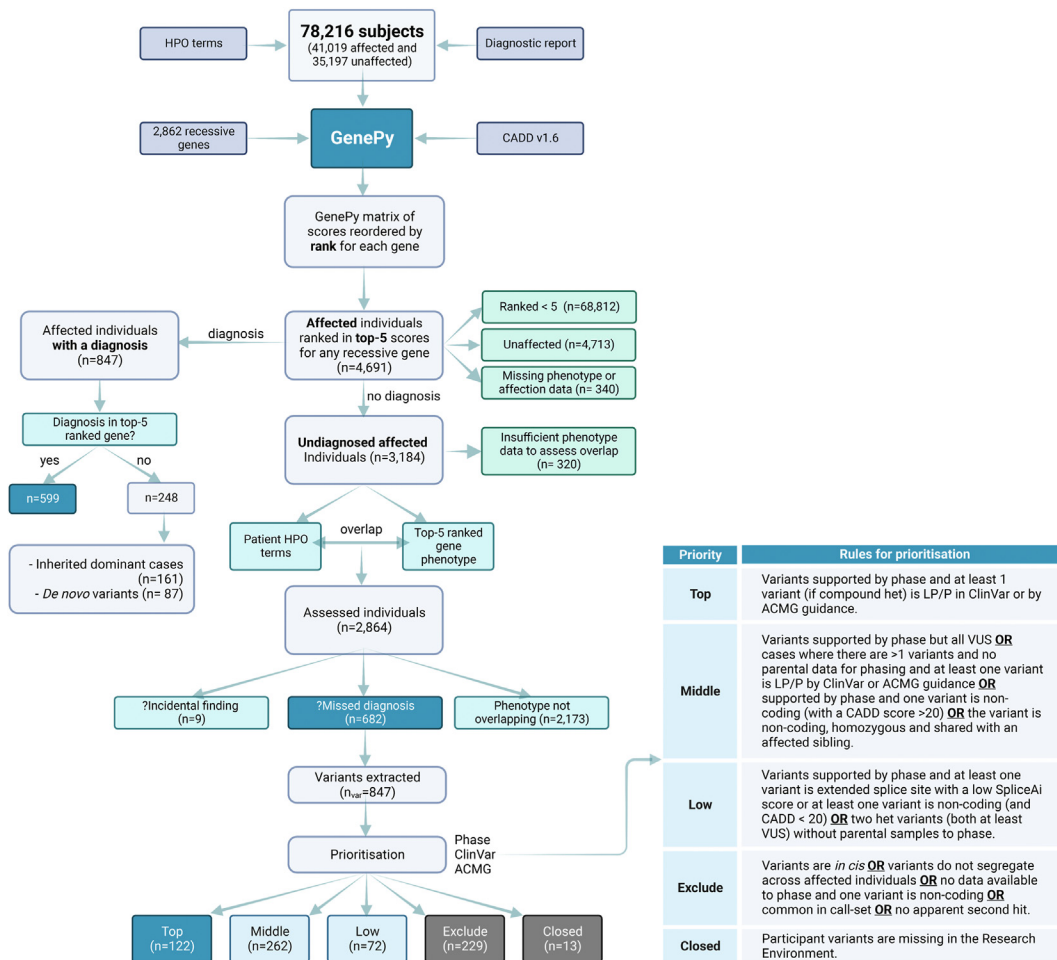 HPO terms
78,216 subjects
(41,019 affected and
35,197 unaffected)
Diagnostic report
2,862 recessive
genes
GenePy
CADD v1.6
GenePy matrix of
scores reordered by
rank for each gene
Affected individuals
with a diagnosis
(n=847)
diagnosis
Affected individuals
ranked in top-5 scores
for any recessive gene
(n=4,691)
Ranked < 5  (n=68,812)
Unaffected (n=4,713)
Missing phenotype or
affection data (n= 340)
no diagnosis
Diagnosis in top-5
ranked gene?
yes
no
n=599
n=248
- Inherited dominant cases
(n=161)
- De novo variants (n= 87)
Undiagnosed affected
Individuals (n=3,184)
Insufficient phenotype
data to assess overlap
(n= 320)
Patient HPO
terms
overlap
Top-5 ranked
gene
phenotype
Assessed individuals
(n=2,864)
?Incidental finding
(n=9)
?Missed diagnosis
(n=682)
Phenotype not
overlapping (n=2,173)
Variants extracted
(nvar=847)
Prioritisation
Phase
ClinVar
ACMG
Top
(n=122)
Middle
(n=262)
Low
(n=72)
Exclude
(n=229)
Closed
(n=13)
Priority
Rules for prioritisation
Top
Variants supported by phase and at least 1
variant (if compound het) is LP/P in ClinVar or by
ACMG guidance.
Middle
Variants supported by phase but all VUS OR
cases where there are >1 variants and no
parental data for phasing and at least one variant
is LP/P by ClinVar or ACMG guidance OR
supported by phase and one variant is non-
coding (with a CADD score >20) OR the variant is
non-coding, homozygous and shared with an
affected sibling.
Low
Variants supported by phase and at least one
variant is extended splice site with a low SpliceAi
score or at least one variant is non-coding (and
CADD < 20) OR two het variants (both at least
VUS) without parental samples to phase.
Exclude
Variants are in cis OR variants do not segregate
across affected individuals OR no data available
to phase and one variant is non-coding OR
common in call-set OR no apparent second hit.
Closed
Participant variants are missing in the Research
Environment.